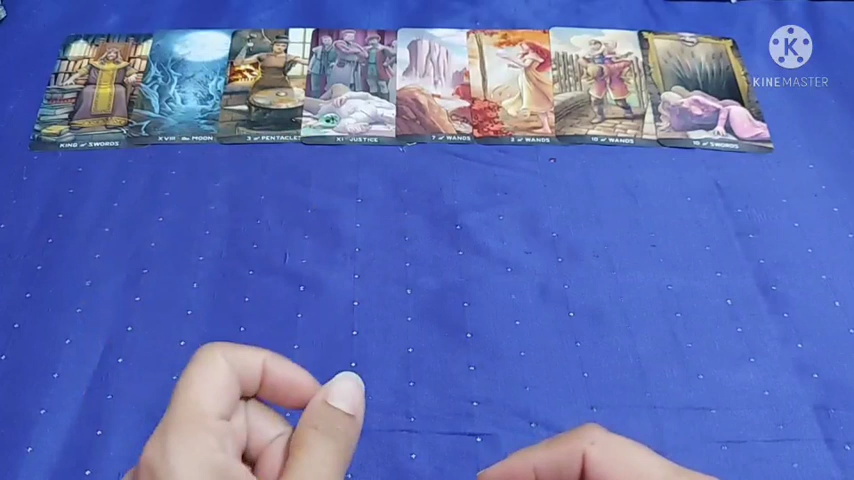 K
KINEMASTER
KING of SWORDS
XVIII the MOON
3 of PENTACLES
XI JUSTICE
7 of WANDS
2 of WANDS
10 of WANDS
10 of SWORDS